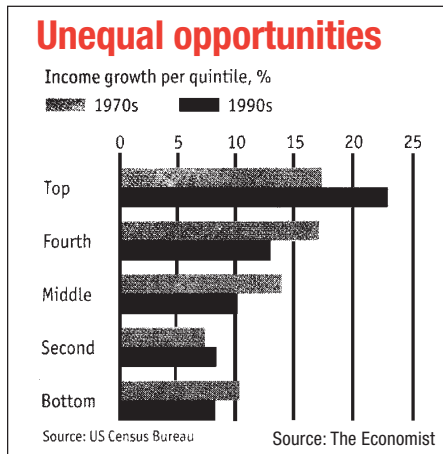 Unequal opportunities
Income growth per quintile, %
1970s 1990s
0 5 10 15 20 25
Top
Fourth
Middle
Second
Bottom
Source: US Census Bureau Source: The Economist